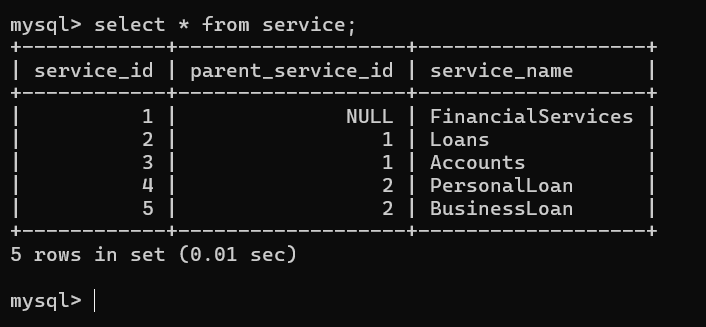 mysql> select * from service;
+------------+-------------------+-------------------+
| service_id | parent_service_id | service_name      |
+------------+-------------------+-------------------+
|          1 |              NULL | FinancialServices |
|          2 |                 1 | Loans             |
|          3 |                 1 | Accounts          |
|          4 |                 2 | PersonalLoan      |
|          5 |                 2 | BusinessLoan      |
+------------+-------------------+-------------------+
5 rows in set (0.01 sec)
mysql>